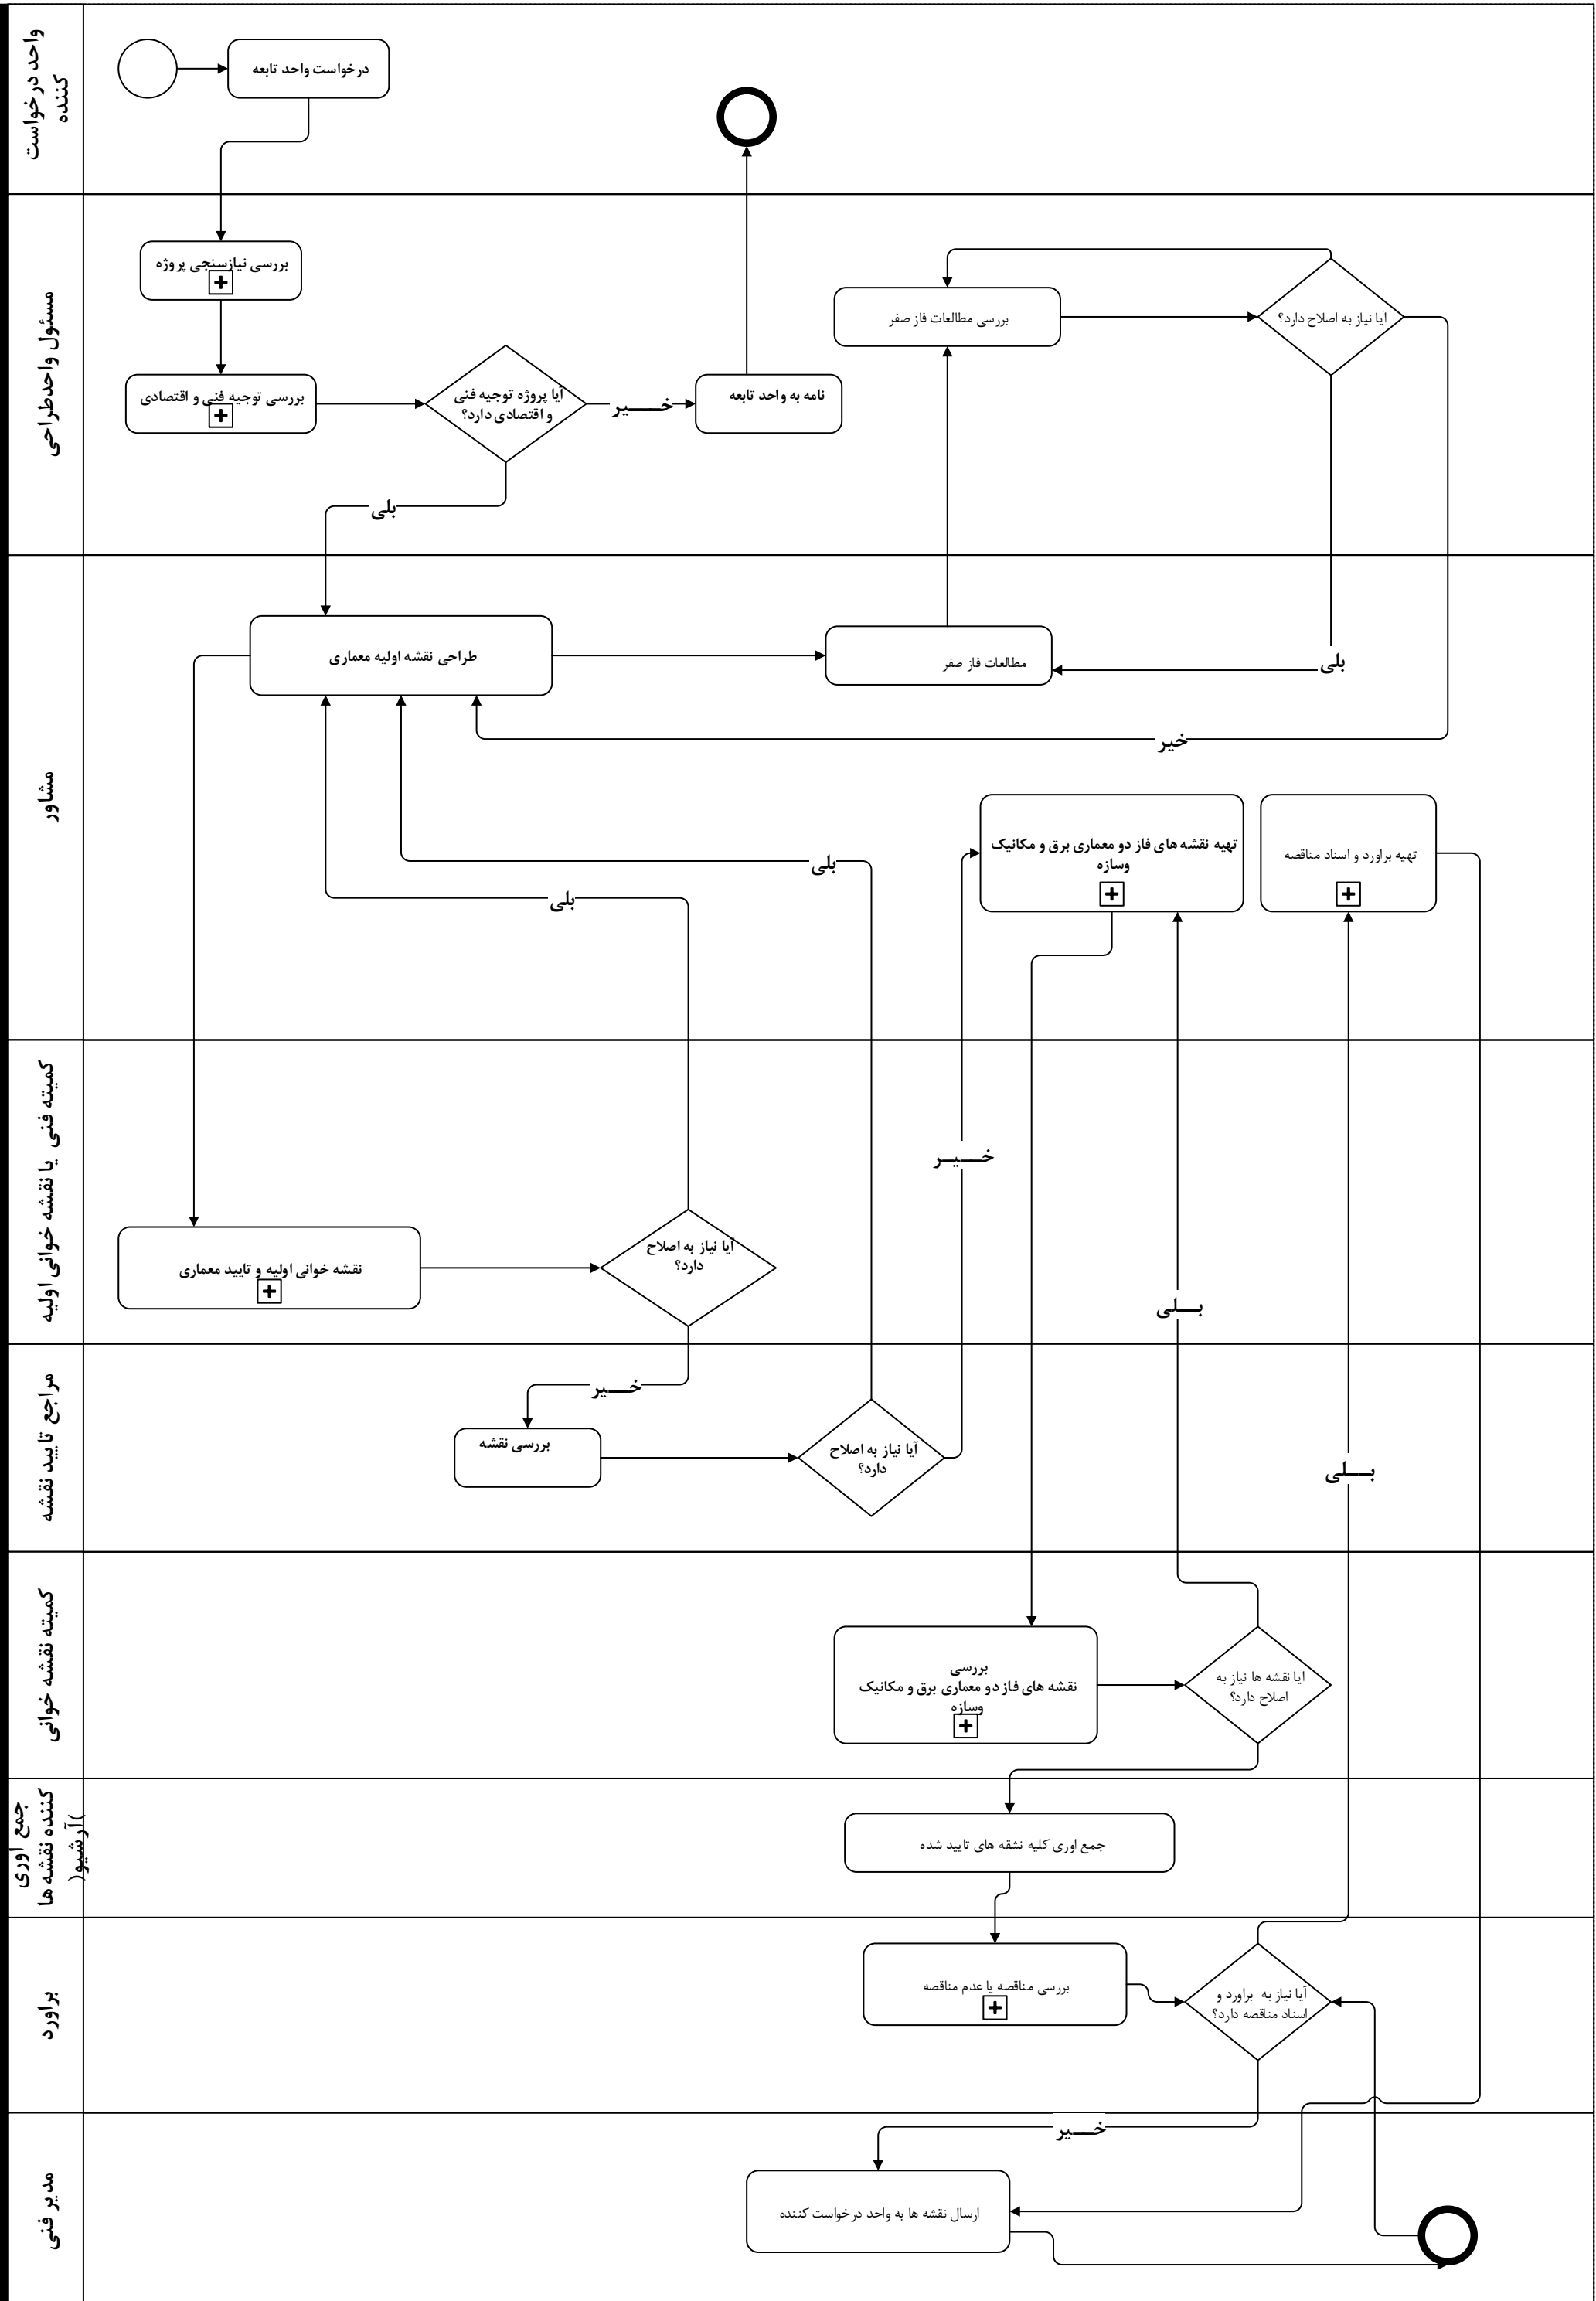 واحد درخواست
کننده
درخواست واحد تابعه
مسئول واحدطراحی
بررسی نیازسنجی پروژه
بررسی مطالعات فاز صفر
آیا نیاز به اصلاح دارد؟
بررسی توجیه فنی و اقتصادی
آیا پروژه توجیه فنی
و اقتصادی دارد؟
خـــــیر
نامه به واحد تابعه
بلی
مشاور
طراحی نقشه اولیه معماری
مطالعات فاز صفر
بلی
خیر
تهیه نقشه های فاز دو معماری برق و مکانیک
وسازه
تهیه براورد و اسناد مناقصه
بلی
بلی
کمیته فنی یا نقشه خوانی اولیه
خـــــیـــر
نقشه خوانی اولیه و تایید معماری
آیا نیاز به اصلاح
دارد؟
بـــــلی
مراجع تایید نقشه
خـــــیر
بررسی نقشه
آیا نیاز به اصلاح
دارد؟
بـــــلی
کمیته نقشه خوانی
بررسی
نقشه های فاز دو معماری برق و مکانیک
وسازه
آیا نقشه ها نیاز به
اصلاح دارد؟
جمع اوری
کننده نقشه ها
)آرشیو(
جمع اوری کلیه نشقه های تایید شده
براورد
بررسی مناقصه یا عدم مناقصه
آیا نیاز به براورد و
اسناد مناقصه دارد؟
مدیر فنی
خـــــیر
ارسال نقشه ها به واحد درخواست کننده